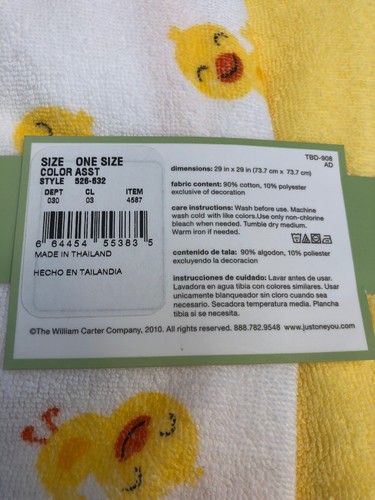 SIZE ONE SIZE
COLOR ASST
STYLE 526-632
DEPT CL ITEM
030 03 4587
6 64454 55383 5
MADE IN THAILAND
HECHO EN TAILANDIA
TBD-908
AD
dimensions: 29 in x 29 in (73.7 cm x 73.7 cm)
fabric content: 90% cotton, 10% polyester
exclusive of decoration
care instructions: Wash before use. Machine
wash cold with like colors.Use only non-chlorine
bleach when needed. Tumble dry medium.
Warm iron if needed.
contenido de tala: 90% algodon, 10% poliester
excluyendo la decoracion
instrucciones de cuidado: Lavar antes de usar.
Lavadora en agua tibia con colores similares. Usar
unicamente blanqueador sin cloro cuando sea
necesario. Secadora temperatura media. Plancha
tibia si se necesita.
©The William Carter Company, 2010. All rights reserved. 888.782.9548 www.justoneyou.com